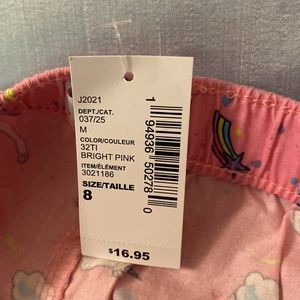 J2021
DEPT./CAT.
037/25
M
COLOR/COULEUR
32TI
BRIGHT PINK
ITEM/ÉLÉMENT
3021186
SIZE/TAILLE
8
1 94936 50278 0
$16.95